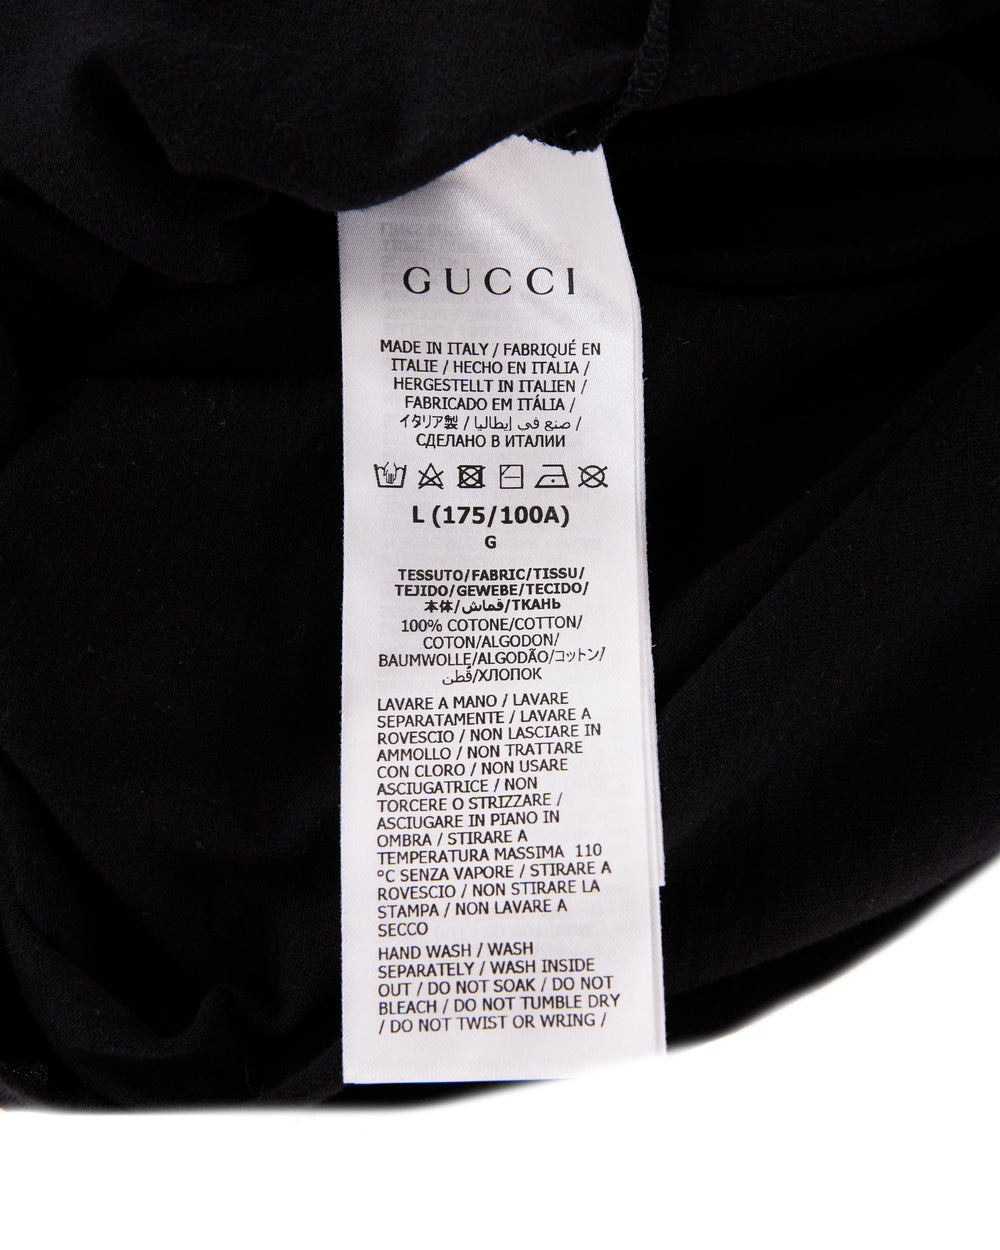 GUCCI
MADE IN ITALY / FABRIQUÉ EN
ITALIE / HECHO EN ITALIA /
HERGESTELLT IN ITALIEN /
FABRICADO EM ITÁLIA /
イタリア製 / صنع في إيطاليا /
СДЕЛАНО В ИТАЛИИ
L (175/100A)
G
TESSUTO/FABRIC/TISSU/
TEJIDO/GEWEBE/TECIDO/
本体/قماش/ТКАНЬ
100% COTONE/COTTON/
COTON/ALGODON/
BAUMWOLLE/ALGODÃO/コットン/
قُطن/ХЛОПОК
LAVARE A MANO / LAVARE
SEPARATAMENTE / LAVARE A
ROVESCIO / NON LASCIARE IN
AMMOLLO / NON TRATTARE
CON CLORO / NON USARE
ASCIUGATRICE / NON
TORCERE O STRIZZARE /
ASCIUGARE IN PIANO IN
OMBRA / STIRARE A
TEMPERATURA MASSIMA 110
°C SENZA VAPORE / STIRARE A
ROVESCIO / NON STIRARE LA
STAMPA / NON LAVARE A
SECCO
HAND WASH / WASH
SEPARATELY / WASH INSIDE
OUT / DO NOT SOAK / DO NOT
BLEACH / DO NOT TUMBLE DRY
/ DO NOT TWIST OR WRING /